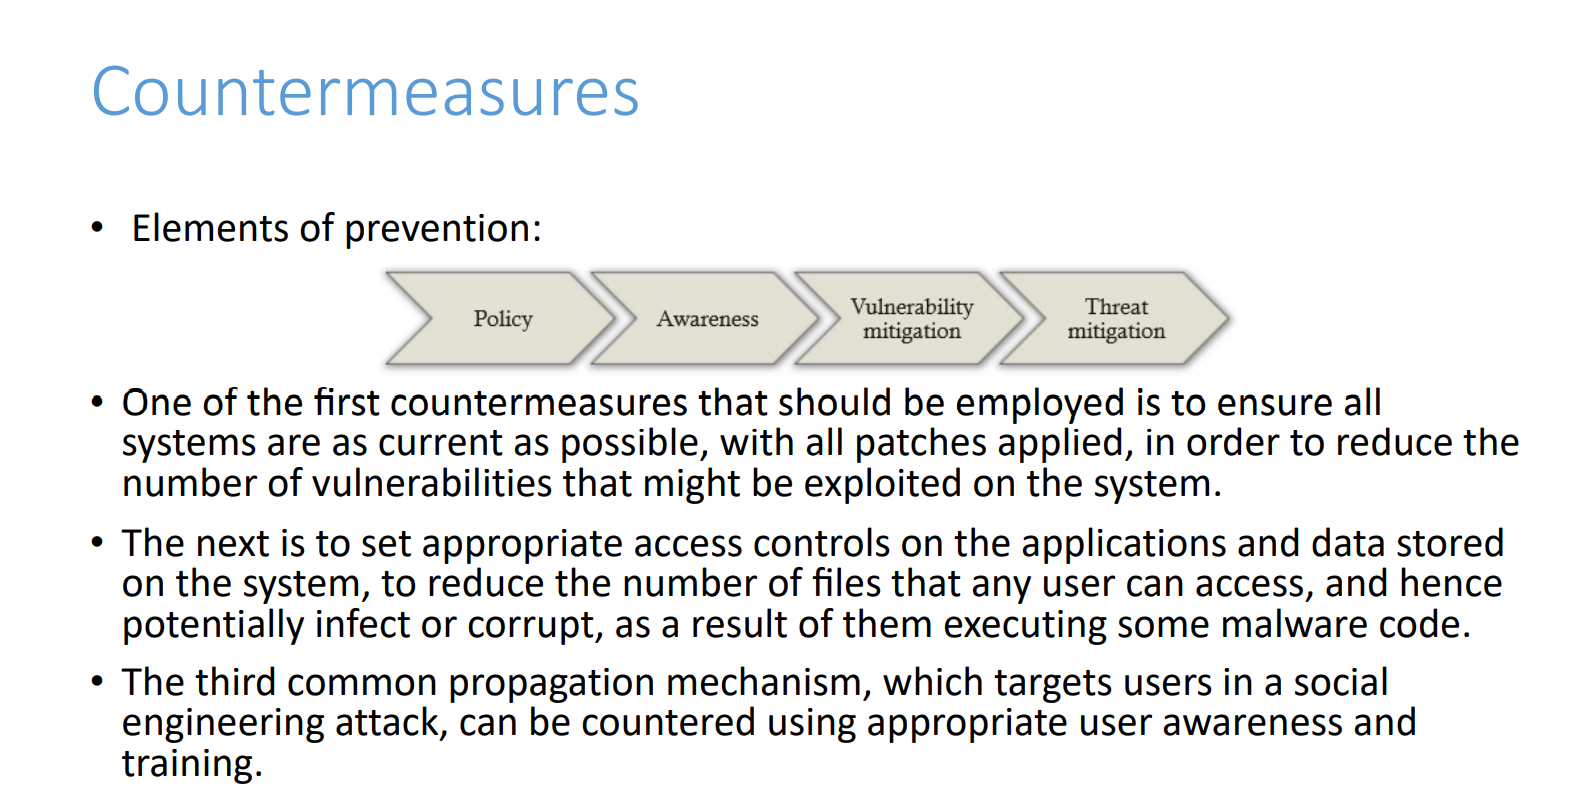 Countermeasures
• Elements of prevention:
Policy
Awareness
Vulnerability
mitigation
Threat
mitigation
• One of the first countermeasures that should be employed is to ensure all
systems are as current as possible, with all patches applied, in order to reduce the
number of vulnerabilities that might be exploited on the system.
• The next is to set appropriate access controls on the applications and data stored
on the system, to reduce the number of files that any user can access, and hence
potentially infect or corrupt, as a result of them executing some malware code.
• The third common propagation mechanism, which targets users in a social
engineering attack, can be countered using appropriate user awareness and
training.